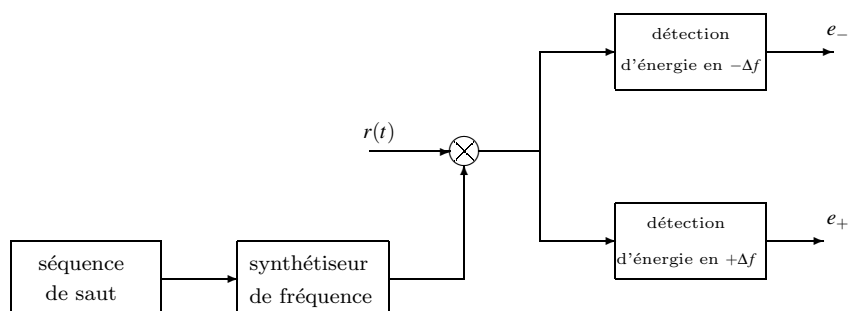 détection
d'énergie en −Δf
e₋
r(t)
détection
d'énergie en +Δf
e₊
séquence
de saut
synthétiseur
de fréquence